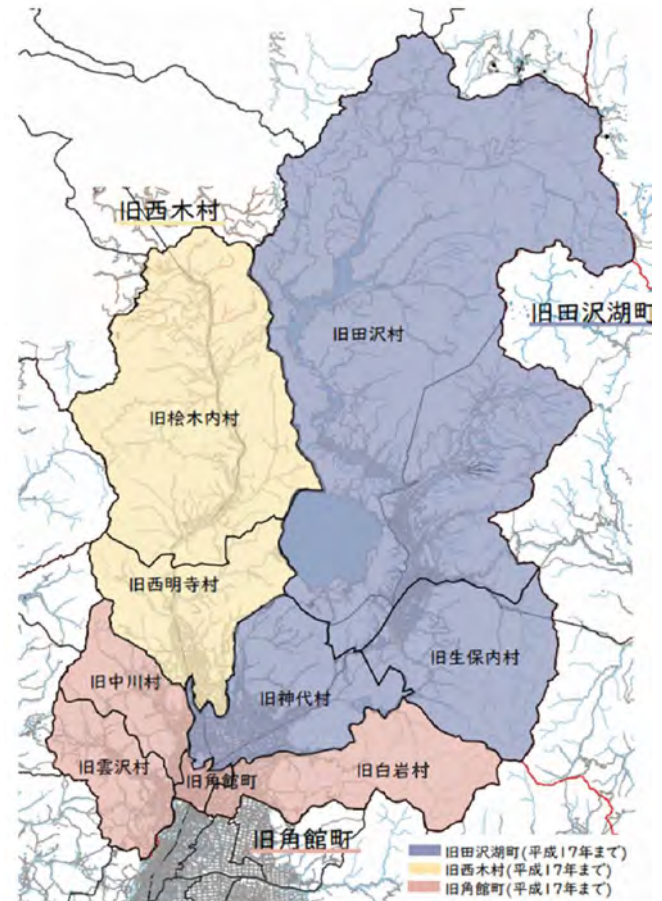 旧西木村
旧田沢湖町
旧田沢村
旧桧木内村
旧西明寺村
旧生保内村
旧中川村
旧神代村
旧雲沢村
旧角館町
旧白岩村
旧角館町
旧田沢湖町(平成17年まで)
旧西木村(平成17年まで)
旧角館町(平成17年まで)